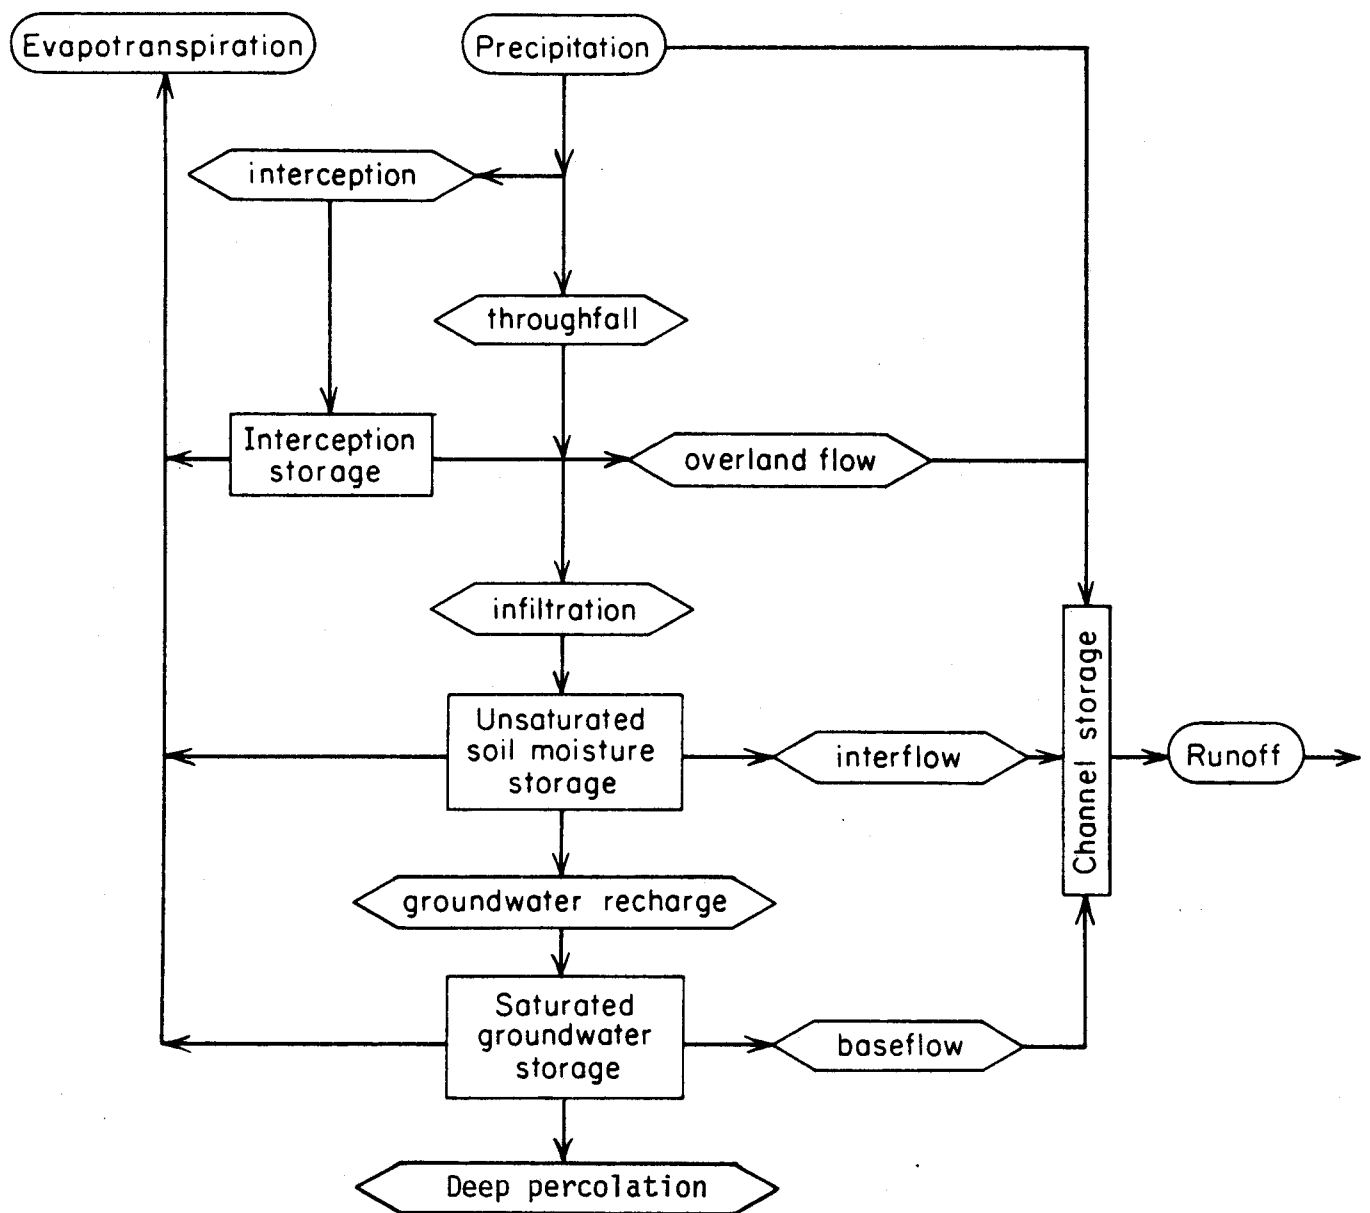 Evapotranspiration
Precipitation
interception
throughfall
Interception
storage
overland flow
infiltration
Unsaturated
soil moisture
storage
interflow
Channel storage
Runoff
groundwater recharge
Saturated
groundwater
storage
baseflow
Deep percolation